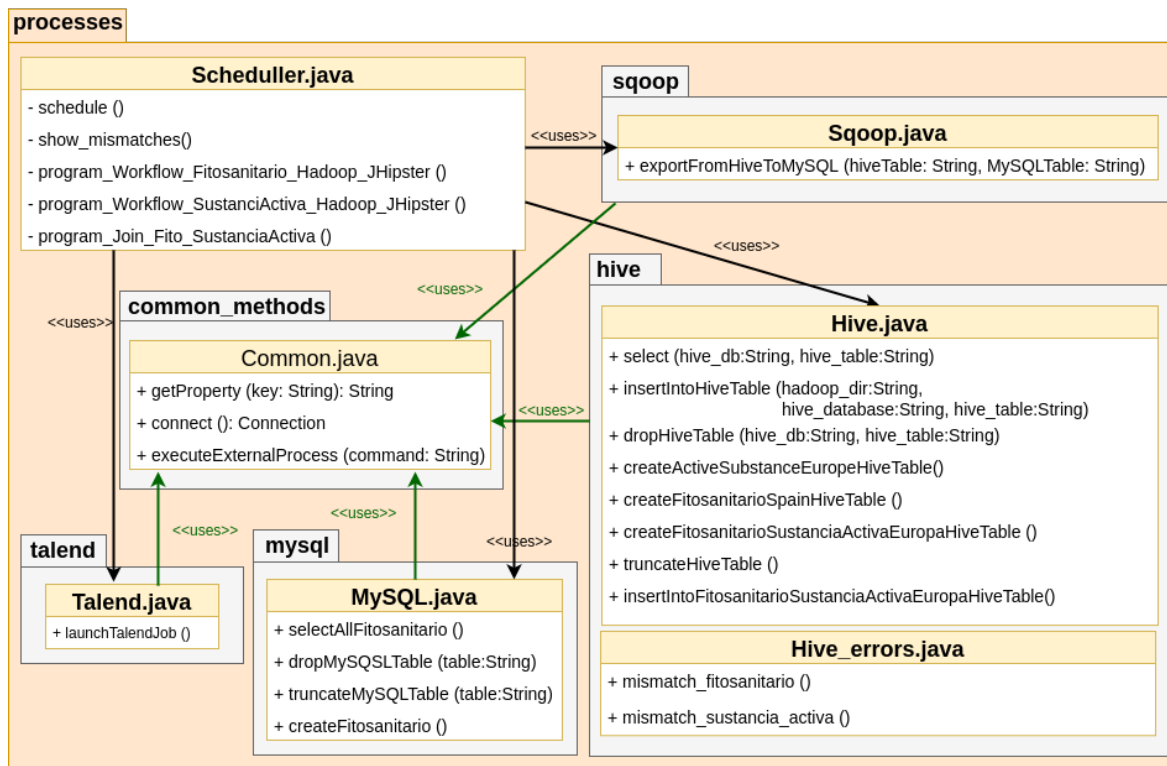 processes
Scheduller.java
- schedule ()
- show_mismatches()
- program_Workflow_Fitosanitario_Hadoop_JHipster ()
- program_Workflow_SustanciActiva_Hadoop_JHipster ()
- program_Join_Fito_SustanciaActiva ()
<<uses>>
sqoop
Sqoop.java
+ exportFromHiveToMySQL (hiveTable: String, MySQLTable: String)
<<uses>>
<<uses>>
<<uses>>
common_methods
Common.java
+ getProperty (key: String): String
+ connect (): Connection
+ executeExternalProcess (command: String)
<<uses>>
hive
Hive.java
+ select (hive_db:String, hive_table:String)
+ insertIntoHiveTable (hadoop_dir:String,
hive_database:String, hive_table:String)
+ dropHiveTable (hive_db:String, hive_table:String)
+ createActiveSubstanceEuropeHiveTable()
+ createFitosanitarioSpainHiveTable ()
+ createFitosanitarioSustanciaActivaEuropaHiveTable ()
+ truncateHiveTable ()
+ insertIntoFitosanitarioSustanciaActivaEuropaHiveTable()
Hive_errors.java
+ mismatch_fitosanitario ()
+ mismatch_sustancia_activa ()
<<uses>>
<<uses>>
<<uses>>
talend
Talend.java
+ launchTalendJob ()
mysql
MySQL.java
+ selectAllFitosanitario ()
+ dropMySQSLTable (table:String)
+ truncateMySQLTable (table:String)
+ createFitosanitario ()